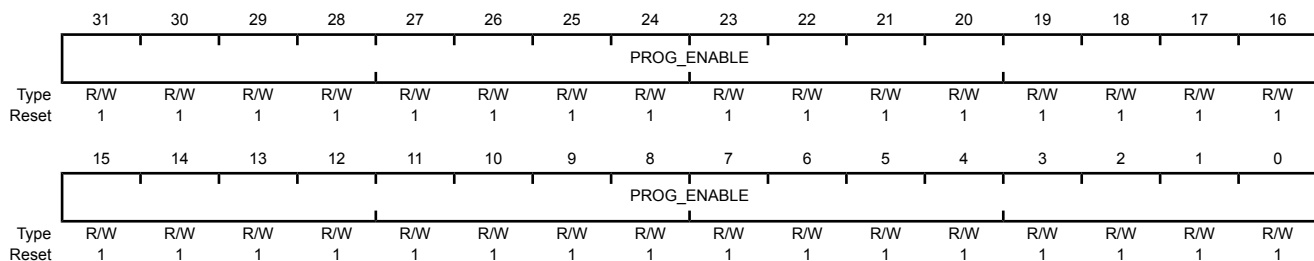 31 30 29 28 27 26 25 24 23 22 21 20 19 18 17 16
PROG_ENABLE
Type R/W R/W R/W R/W R/W R/W R/W R/W R/W R/W R/W R/W R/W R/W R/W R/W
Reset 1 1 1 1 1 1 1 1 1 1 1 1 1 1 1 1
15 14 13 12 11 10 9 8 7 6 5 4 3 2 1 0
PROG_ENABLE
Type R/W R/W R/W R/W R/W R/W R/W R/W R/W R/W R/W R/W R/W R/W R/W R/W
Reset 1 1 1 1 1 1 1 1 1 1 1 1 1 1 1 1